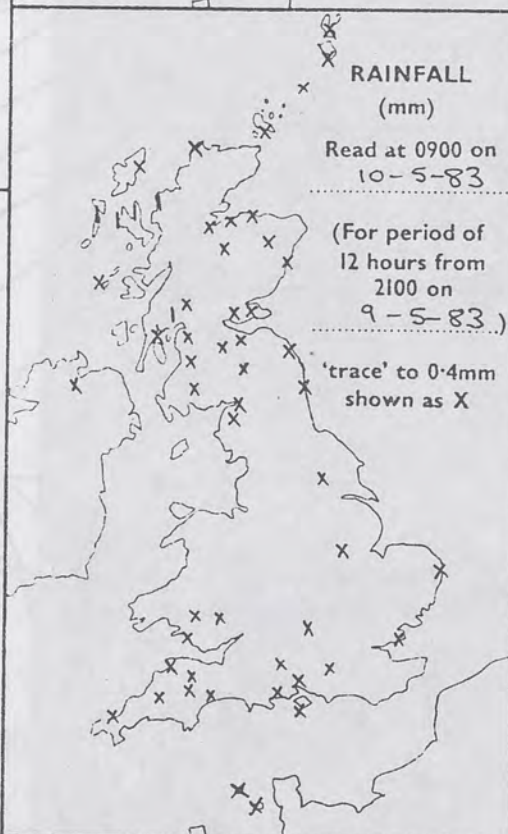 RAINFALL
(mm)
Read at 0900 on
10-5-83
(For period of
12 hours from
2100 on
9-5-83)
'trace' to 0·4mm
shown as X